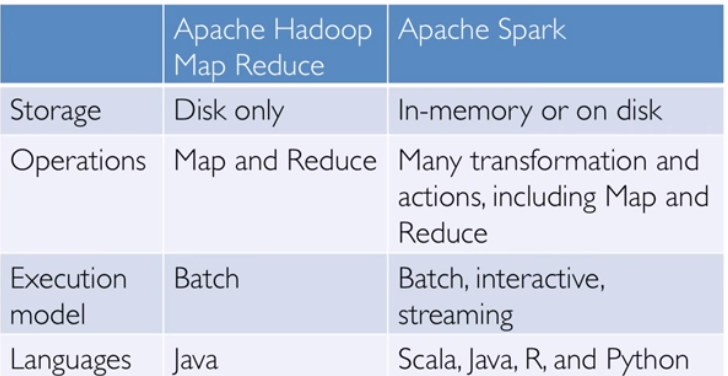 Apache Hadoop Map Reduce
Apache Spark
Storage
Disk only
In-memory or on disk
Operations
Map and Reduce
Many transformation and
actions, including Map and
Reduce
Execution
model
Batch
Batch, interactive,
streaming
Languages
Java
Scala, Java, R, and Python